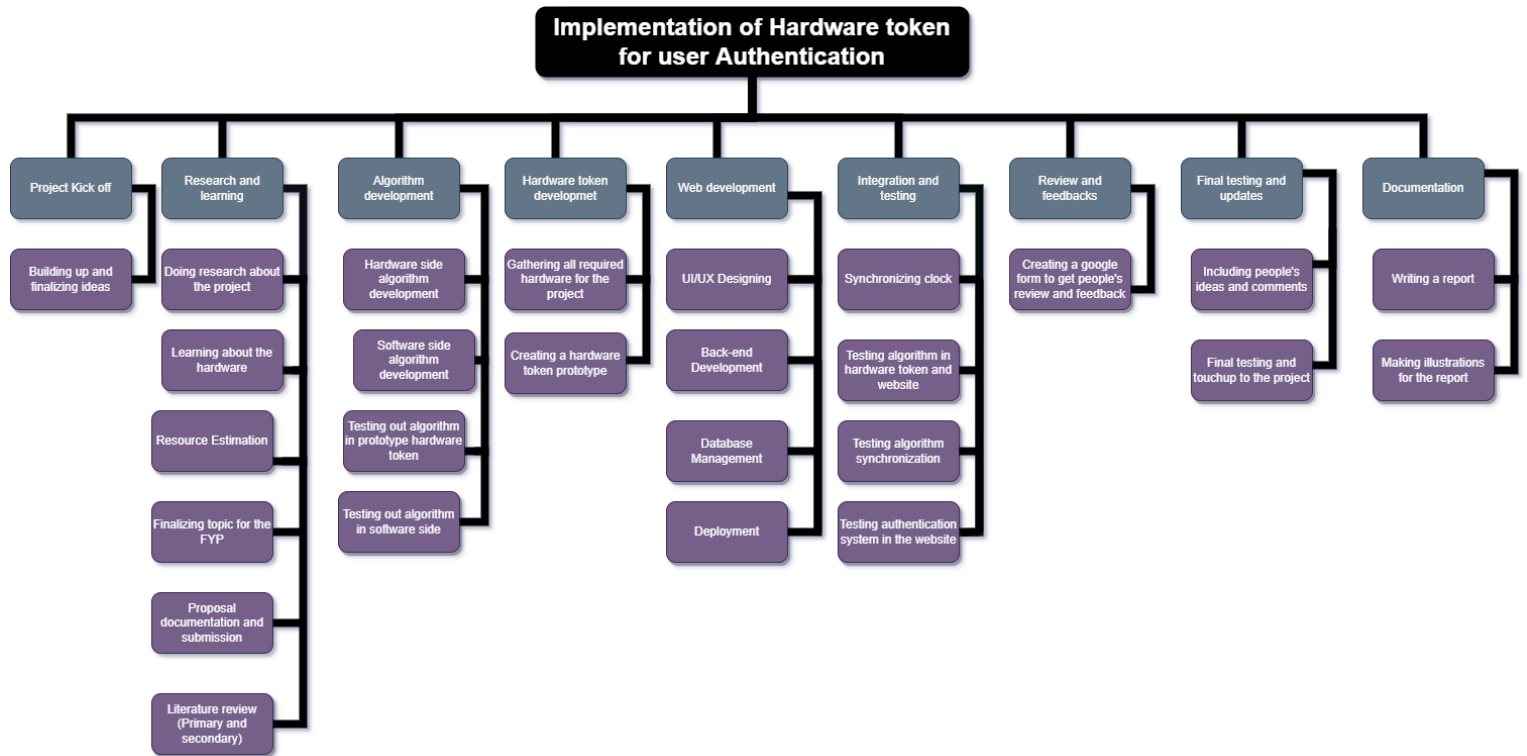 Implementation of Hardware token
for user Authentication
Project Kick off
Building up and
finalizing ideas
Research and
learning
Doing research about
the project
Learning about the
hardware
Resource Estimation
Finalizing topic for the
FYP
Proposal
documentation and
submission
Literature review
(Primary and
secondary)
Algorithm
development
Hardware side
algorithm
development
Software side
algorithm
development
Testing out algorithm
in prototype hardware
token
Testing out algorithm
in software side
Hardware token
developmet
Gathering all required
hardware for the
project
Creating a hardware
token prototype
Web development
UI/UX Designing
Back-end
Development
Database
Management
Deployment
Integration and
testing
Synchronizing clock
Testing algorithm in
hardware token and
website
Testing algorithm
synchronization
Testing authentication
system in the website
Review and
feedbacks
Creating a google
form to get people's
review and feedback
Final testing and
updates
Including people's
ideas and comments
Final testing and
touchup to the project
Documentation
Writing a report
Making illustrations
for the report